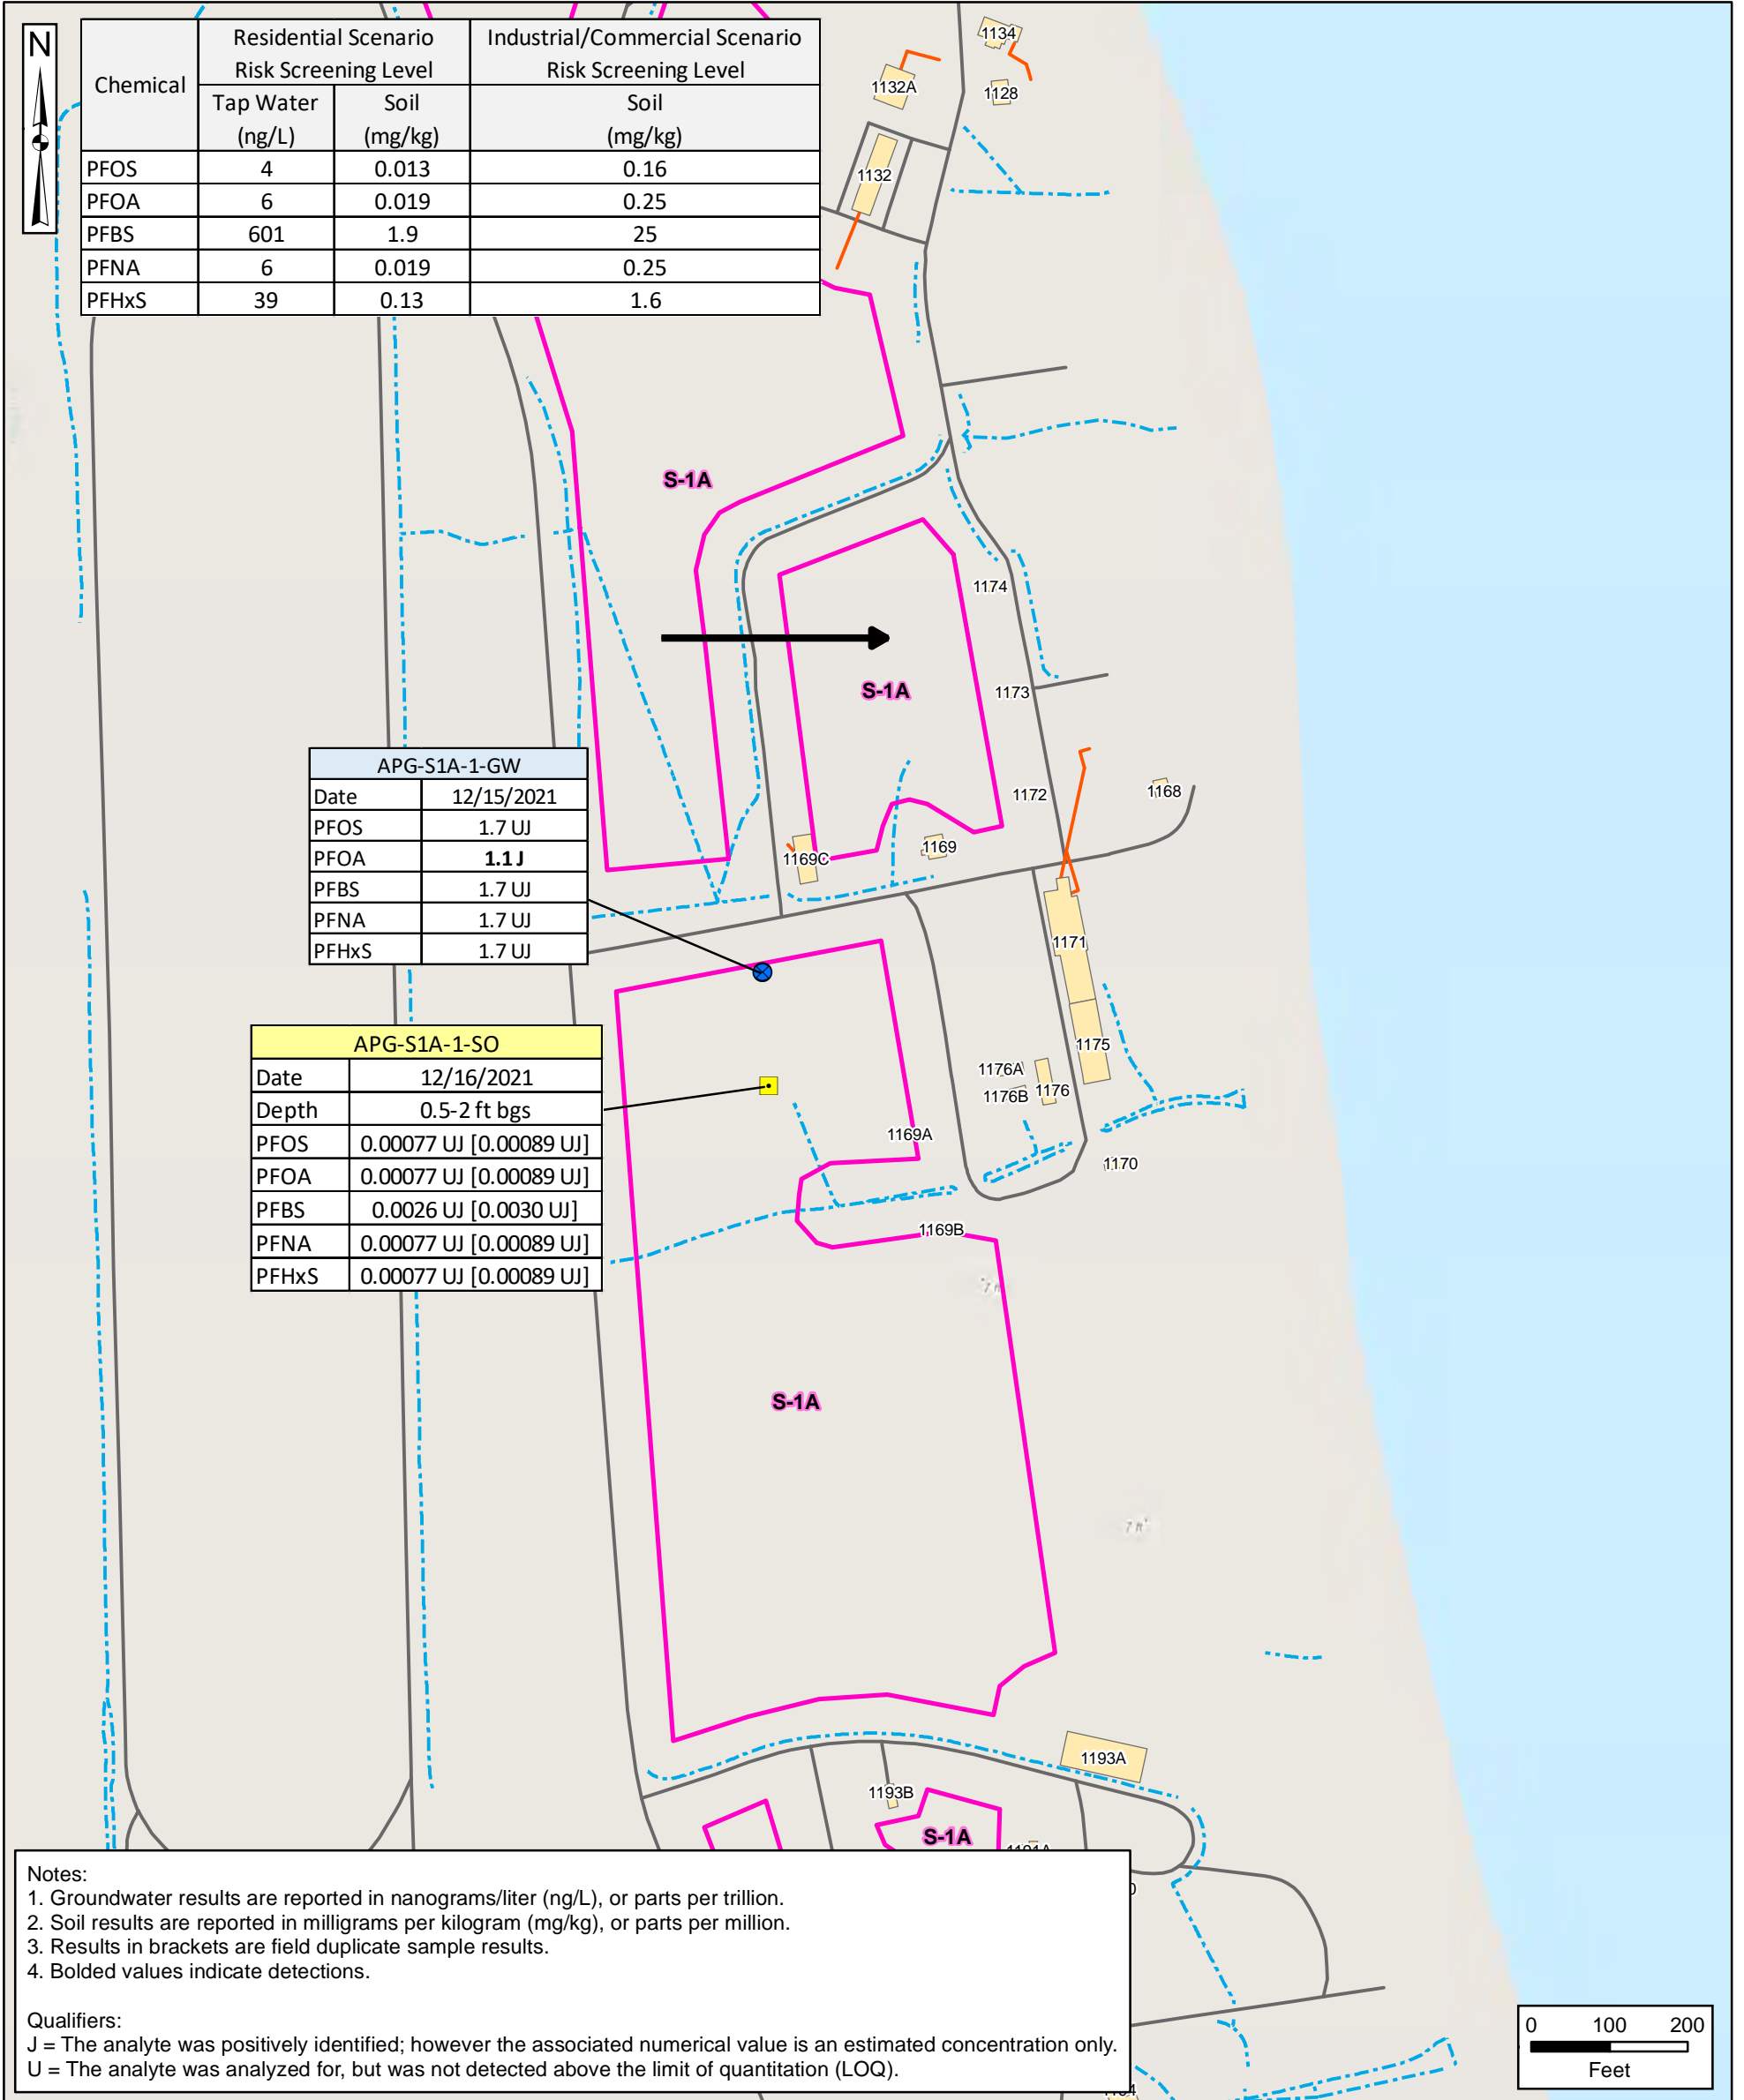 N
Chemical Residential Scenario Risk Screening Level Industrial/Commercial Scenario Risk Screening Level
Tap Water (ng/L) Soil (mg/kg) Soil (mg/kg)
PFOS 4 0.013 0.16
PFOA 6 0.019 0.25
PFBS 601 1.9 25
PFNA 6 0.019 0.25
PFHxS 39 0.13 1.6
1134
1132A
1128
1132
S-1A
1174
S-1A
1173
1172
1168
1169C
1169
APG-S1A-1-GW
Date 12/15/2021
PFOS 1.7 UJ
PFOA 1.1 J
PFBS 1.7 UJ
PFNA 1.7 UJ
PFHxS 1.7 UJ
1171
1175
1176A
1176B
1176
1169A
1170
APG-S1A-1-SO
Date 12/16/2021
Depth 0.5-2 ft bgs
PFOS 0.00077 UJ [0.00089 UJ]
PFOA 0.00077 UJ [0.00089 UJ]
PFBS 0.0026 UJ [0.0030 UJ]
PFNA 0.00077 UJ [0.00089 UJ]
PFHxS 0.00077 UJ [0.00089 UJ]
1169B
7 ft
S-1A
7 ft
1193A
1193B
S-1A
Notes:
1. Groundwater results are reported in nanograms/liter (ng/L), or parts per trillion.
2. Soil results are reported in milligrams per kilogram (mg/kg), or parts per million.
3. Results in brackets are field duplicate sample results.
4. Bolded values indicate detections.
Qualifiers:
J = The analyte was positively identified; however the associated numerical value is an estimated concentration only.
U = The analyte was analyzed for, but was not detected above the limit of quantitation (LOQ).
0 100 200
Feet